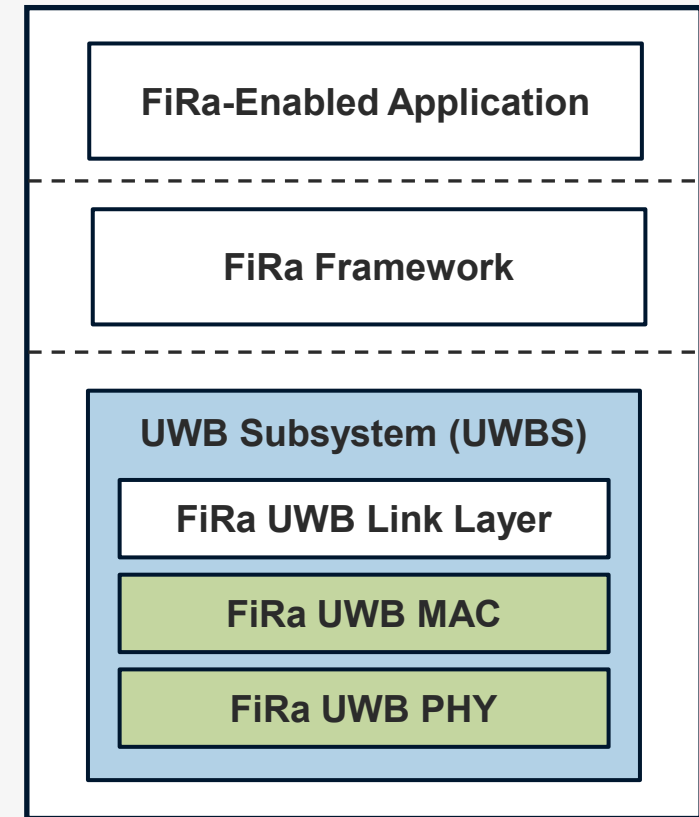 FiRa-Enabled Application
FiRa Framework
UWB Subsystem (UWBS)
FiRa UWB Link Layer
FiRa UWB MAC
FiRa UWB PHY